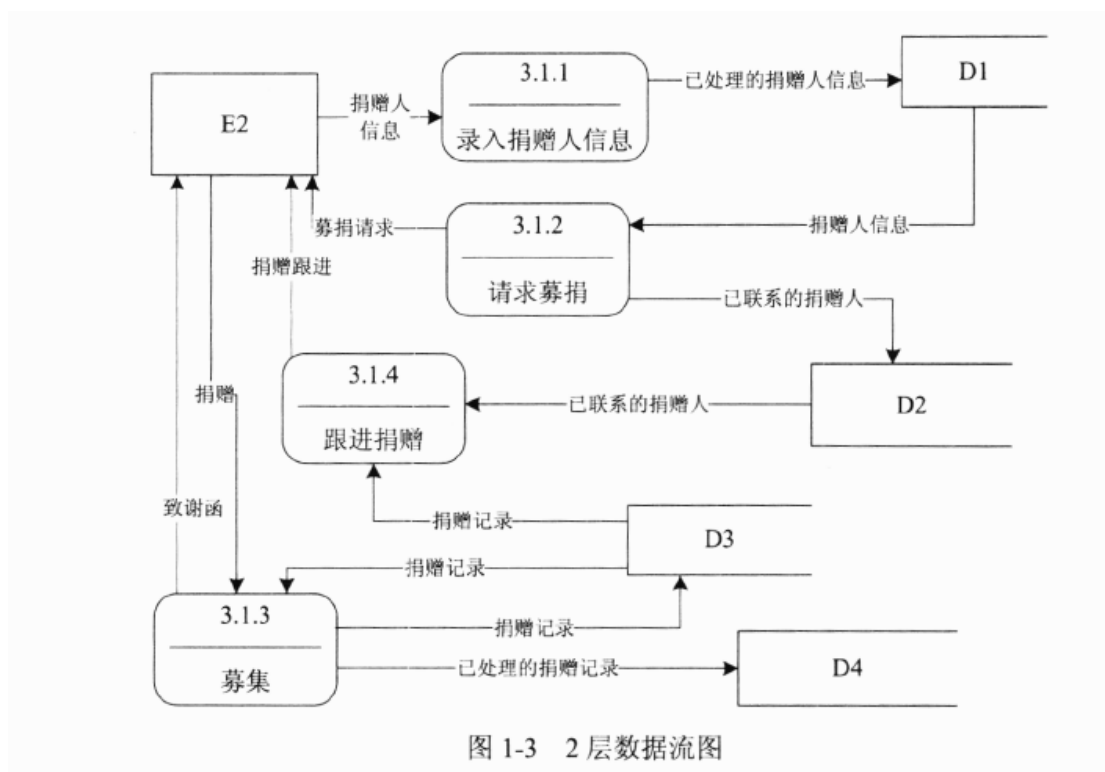 3.1.1
录入捐赠人信息
已处理的捐赠人信息
D1
E2
捐赠人
信息
3.1.2
请求募捐
募捐请求
捐赠人信息
捐赠跟进
已联系的捐赠人
3.1.4
跟进捐赠
捐赠
已联系的捐赠人
D2
致谢函
捐赠记录
D3
捐赠记录
3.1.3
募集
捐赠记录
已处理的捐赠记录
D4
图 1-3 2 层数据流图